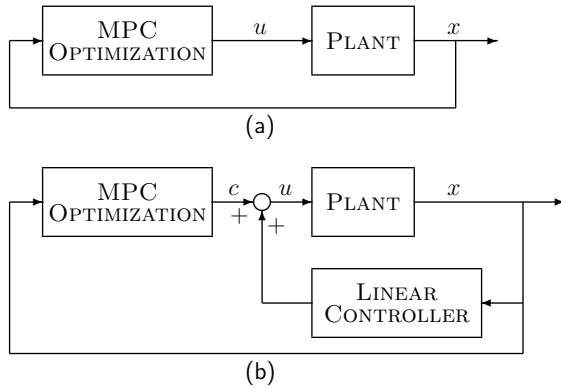 MPC
OPTIMIZATION
u
PLANT
x
(a)
MPC
OPTIMIZATION
c
+
+
u
PLANT
x
LINEAR
CONTROLLER
(b)